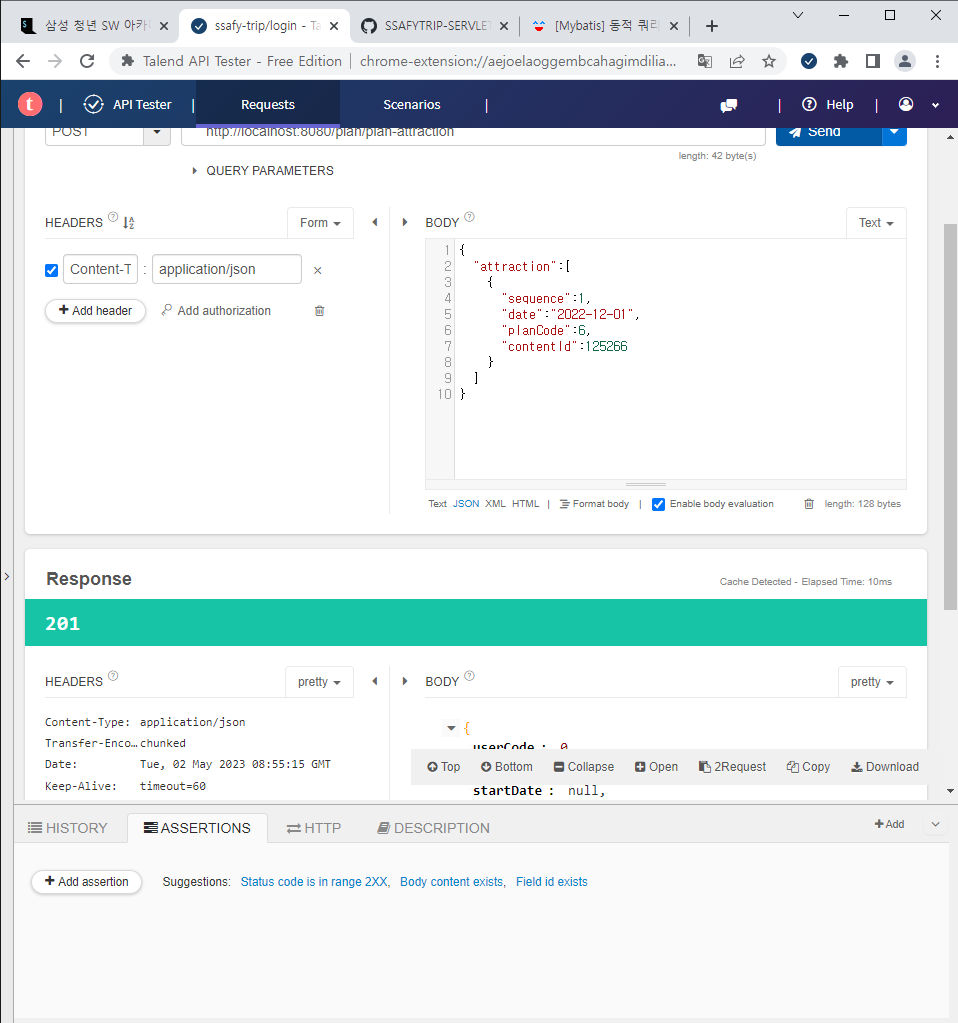 삼성 청년 SW 아카
ssafy-trip/login - Ta
SSAFYTRIP-SERVLET
[Mybatis] 동적 쿼리
Talend API Tester - Free Edition | chrome-extension://aejoelaoggembcahagimdilia...
t | API Tester | Requests Scenarios | | Help |
POST http://localhost:8080/plan/plan-attraction Send
length: 42 byte(s)
QUERY PARAMETERS
HEADERS ? Form BODY ? Text
Content-T : application/json ×
+ Add header Add authorization
1 {
2 "attraction":[
3 {
4 "sequence":1,
5 "date":"2022-12-01",
6 "planCode":6,
7 "contentId":125266
8 }
9 ]
10 }
Text JSON XML HTML | Format body | Enable body evaluation length: 128 bytes
Response
Cache Detected - Elapsed Time: 10ms
201
HEADERS ? pretty BODY ? pretty
Content-Type: application/json
Transfer-Enco… chunked
Date: Tue, 02 May 2023 08:55:15 GMT
Keep-Alive: timeout=60
{
userCode : 0,
Top Bottom Collapse Open 2Request Copy Download
startDate : null,
HISTORY ASSERTIONS HTTP DESCRIPTION + Add
+ Add assertion Suggestions: Status code is in range 2XX, Body content exists, Field id exists